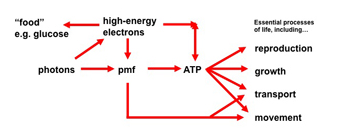 "food"
e.g. glucose
high-energy
electrons
Essential processes
of life, including...
photons
pmf
ATP
reproduction
growth
transport
movement